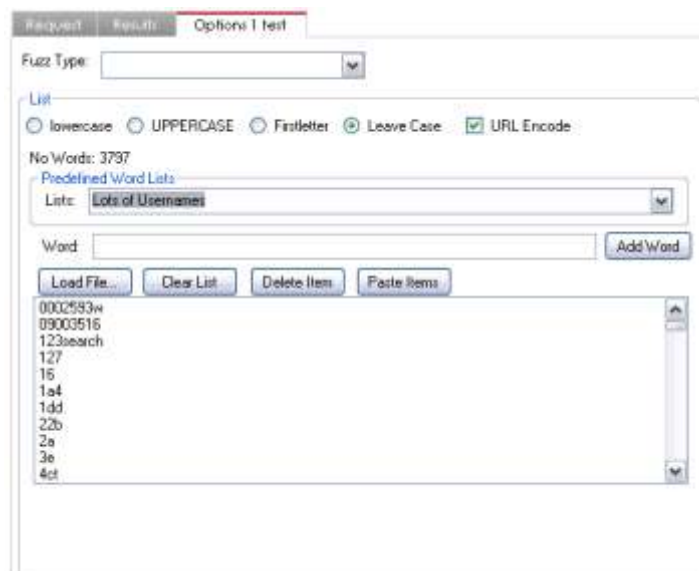 Request Results Options 1 test
Fuzz Type:
List
lowercase UPPERCASE Firstletter Leave Case URL Encode
No Words: 3797
Predefined Word Lists
Lists: Lots of Usernames
Word Add Word
Load File... Clear List Delete Item Paste Items
0002593w
09003516
123search
127
16
1a4
1dd
22b
2a
3e
4ct